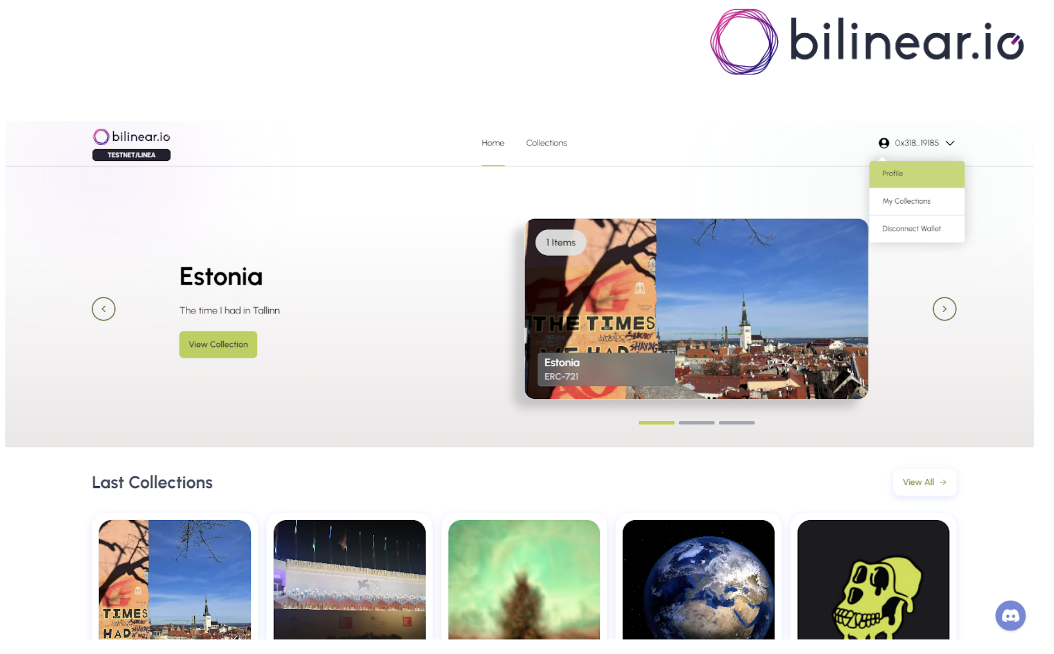 bilinear.io
bilinear.io
TESTNET/LINEA
Home
Collections
0x318...19185
Profile
My Collections
Disconnect Wallet
1 Items
Estonia
The time I had in Tallinn
View Collection
THE TIMES
WE HAD
Estonia
ERC-721
Last Collections
View All
TIMES
HAD